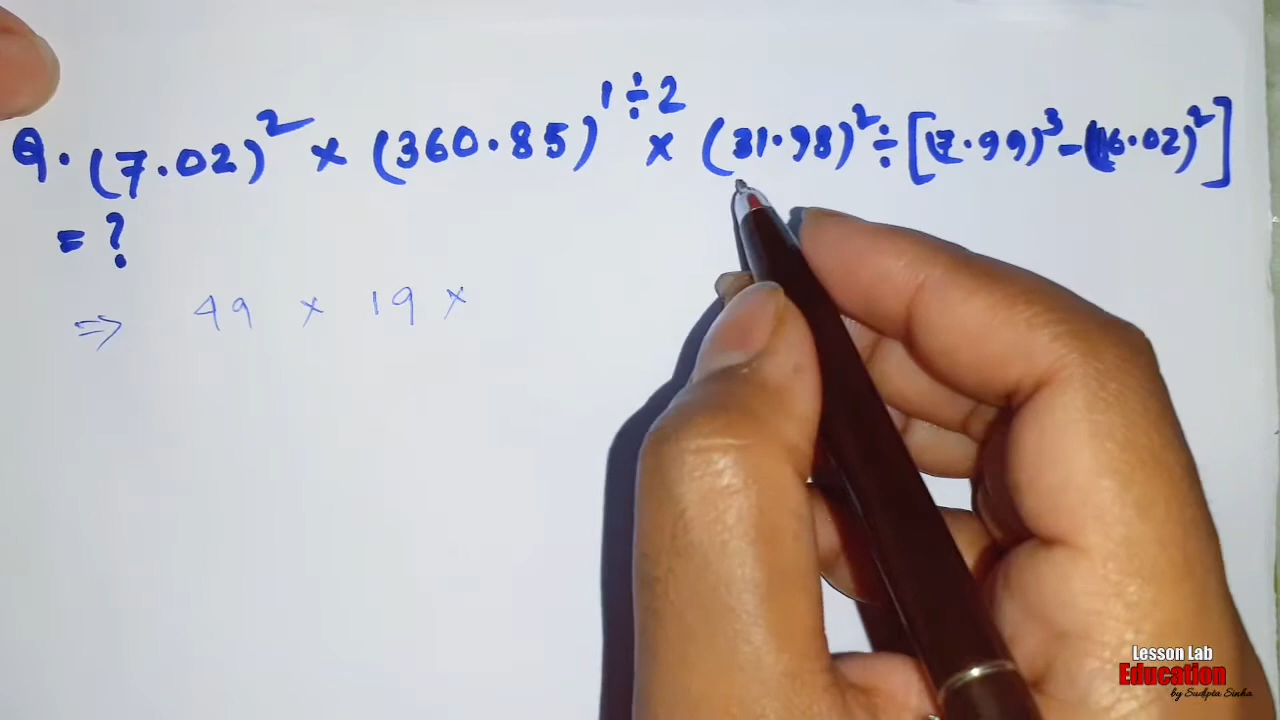 Q. (7.02)² × (360.85)^1÷2 × (31.98)² ÷ [(7.99)³ - (16.02)²]
= ?
⇒ 49 × 19 ×
Lesson Lab
Education
by Sudipta Sinha